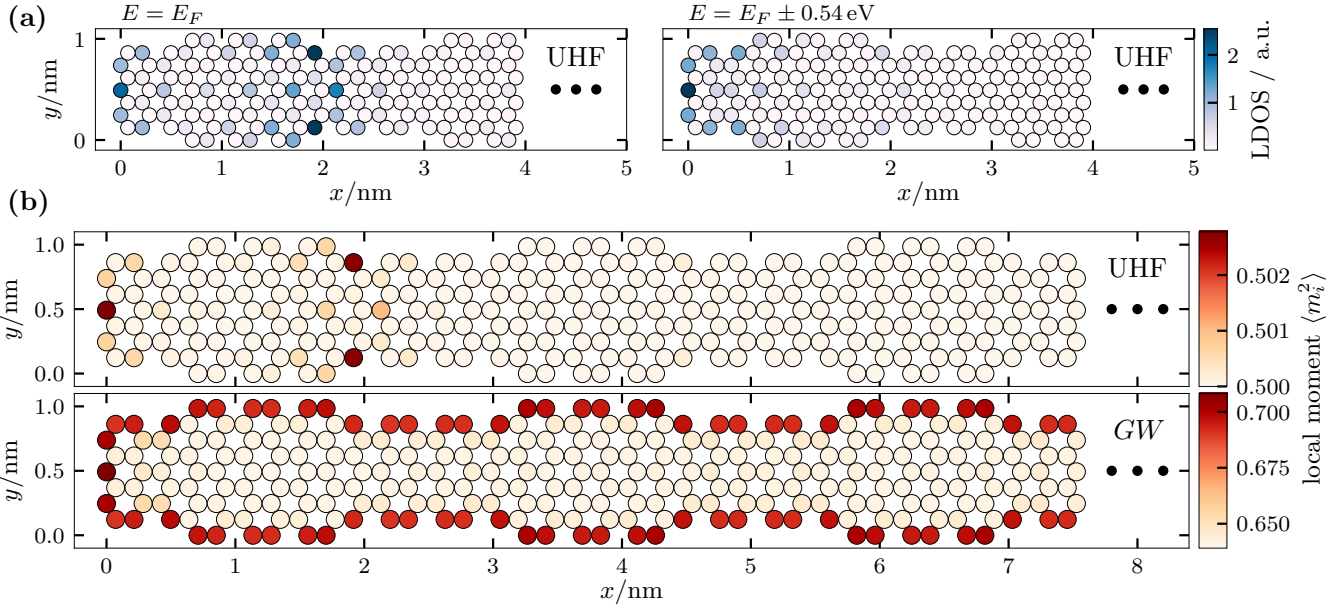 (a)
E = E_F
E = E_F ± 0.54 eV
y/nm
1
0
UHF
UHF
2
1
LDOS / a.u.
0 1 2 3 4 5
0 1 2 3 4 5
x/nm
x/nm
(b)
y/nm
1.0
0.5
0.0
UHF
0.502
0.501
0.500
local moment ⟨m_i^2⟩
y/nm
1.0
0.5
0.0
GW
0.700
0.675
0.650
0 1 2 3 4 5 6 7 8
x/nm